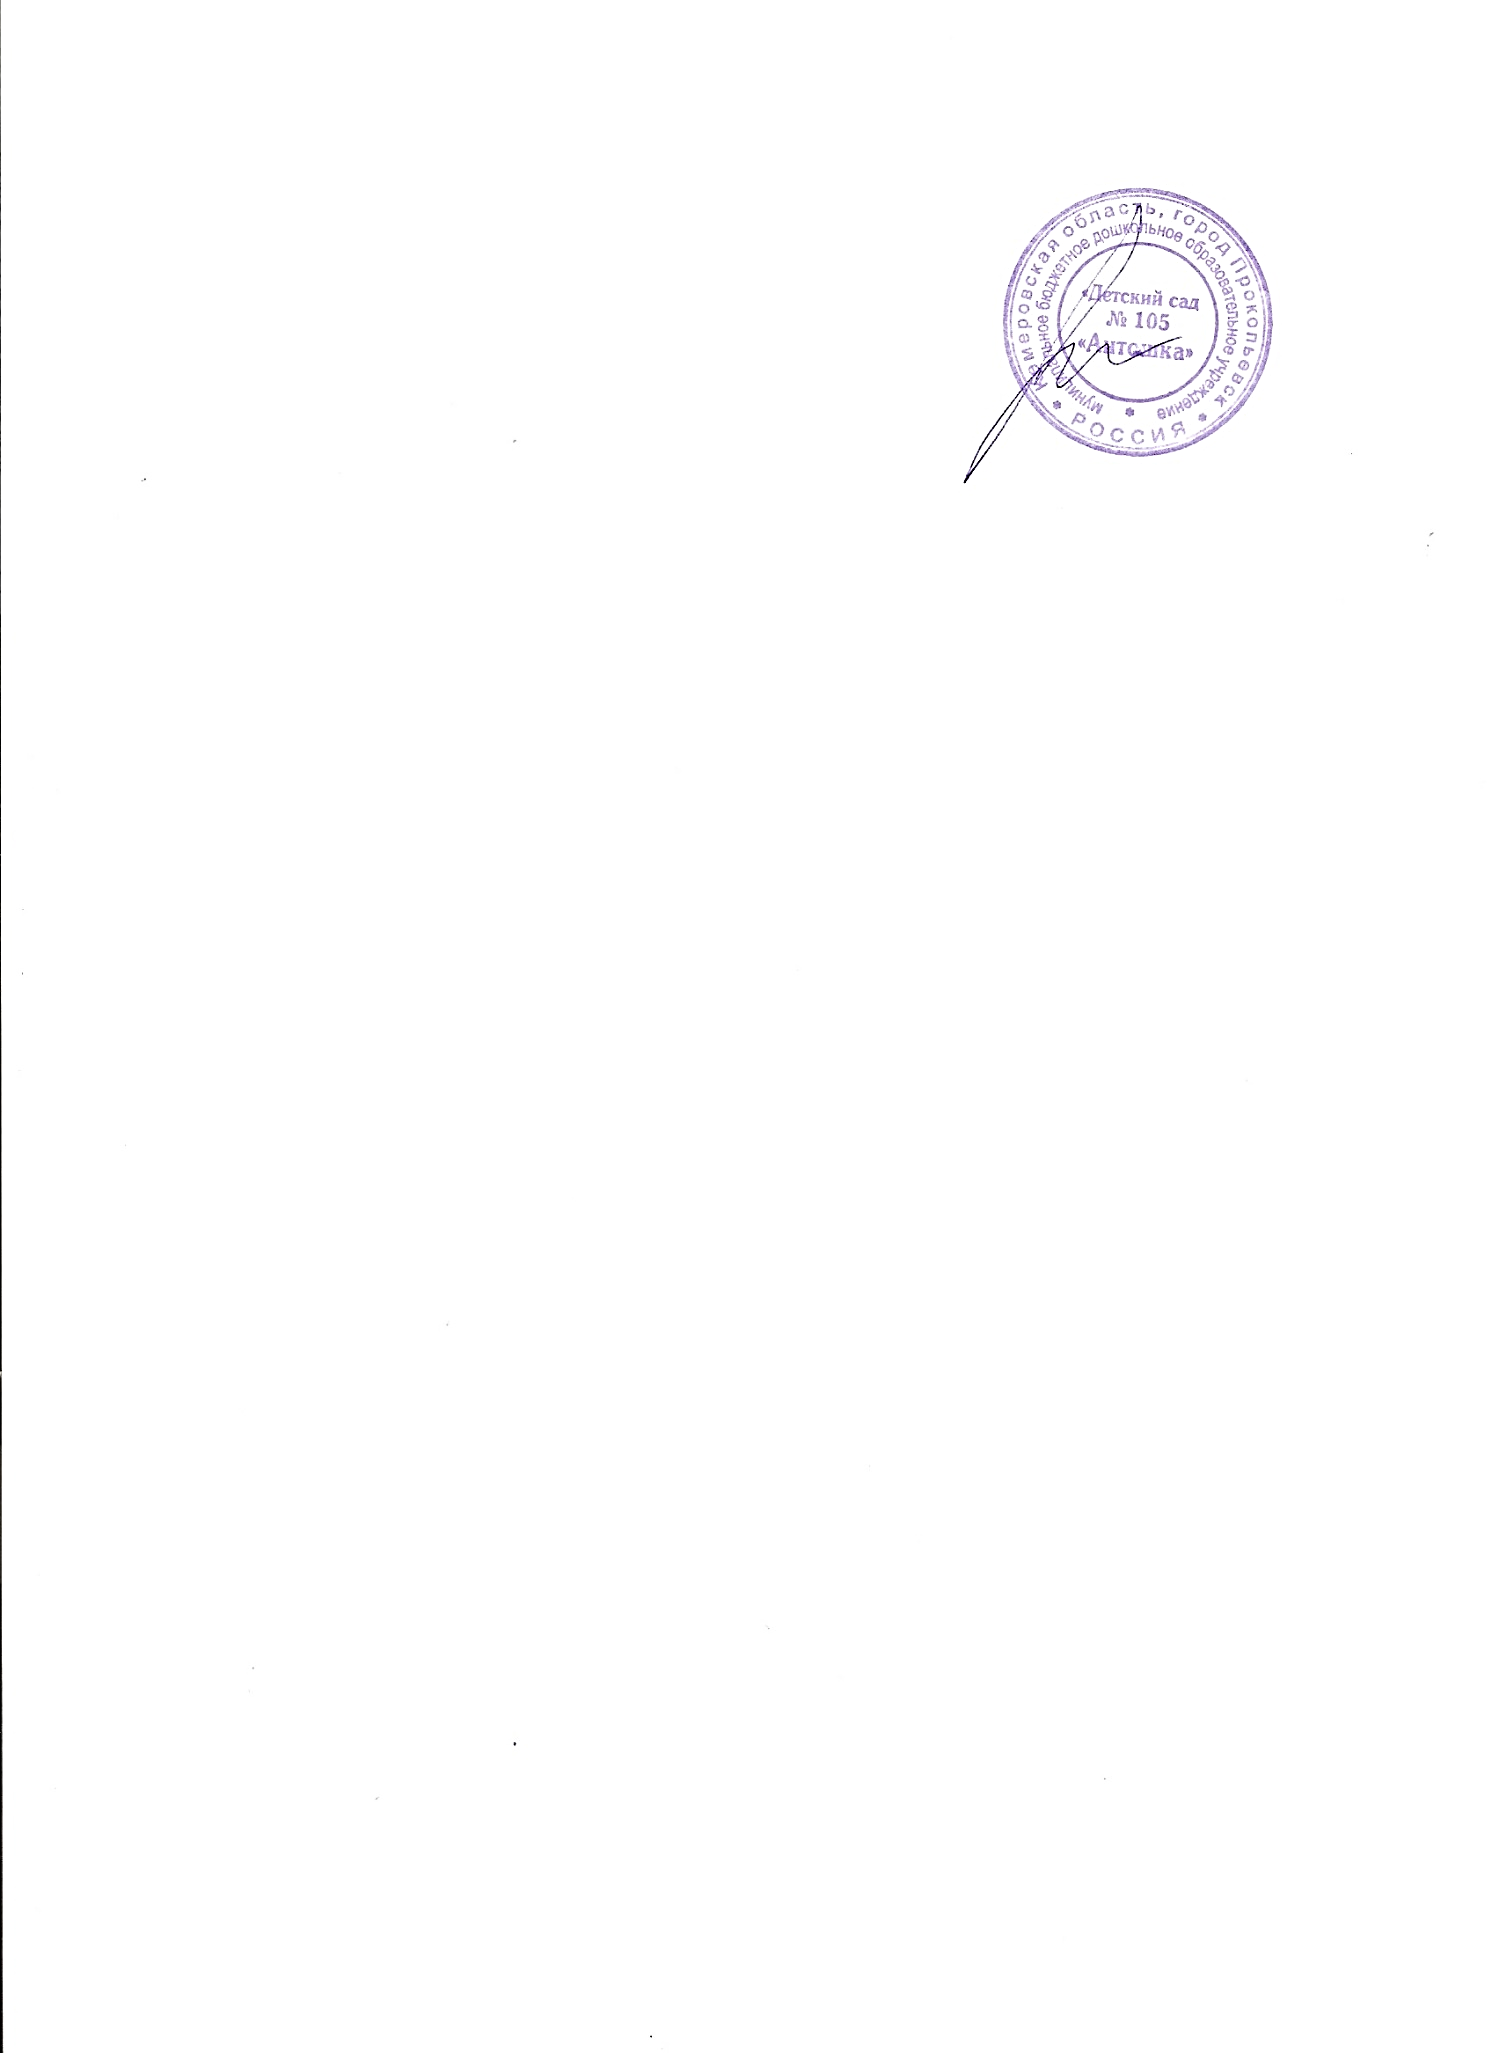 Кемеровская область, город Прокопьевск
* РОССИЯ *
муниципальное бюджетное дошкольное образовательное учреждение
*
«Детский сад
№ 105
«Антошка»